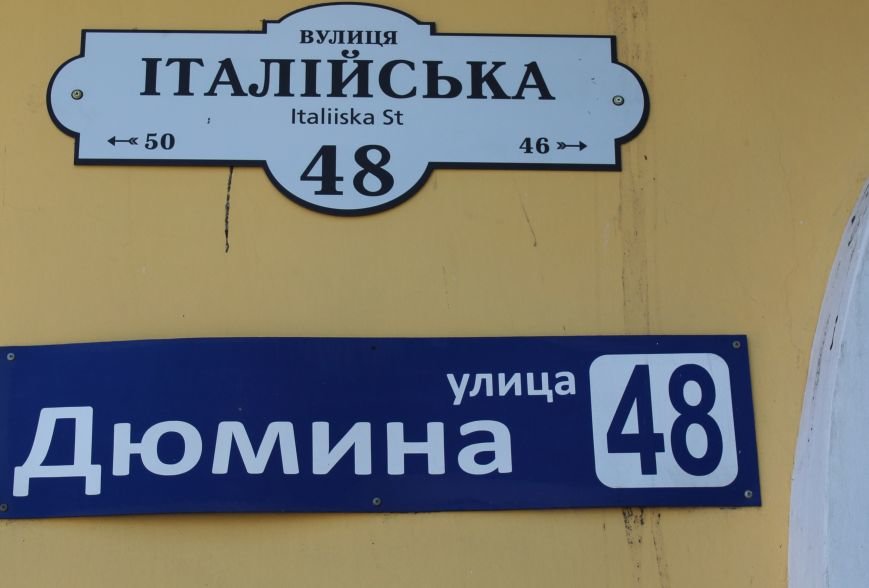 ВУЛИЦЯ
ІТАЛІЙСЬКА
Italiiska St
50 46
48
улица
Дюмина 48